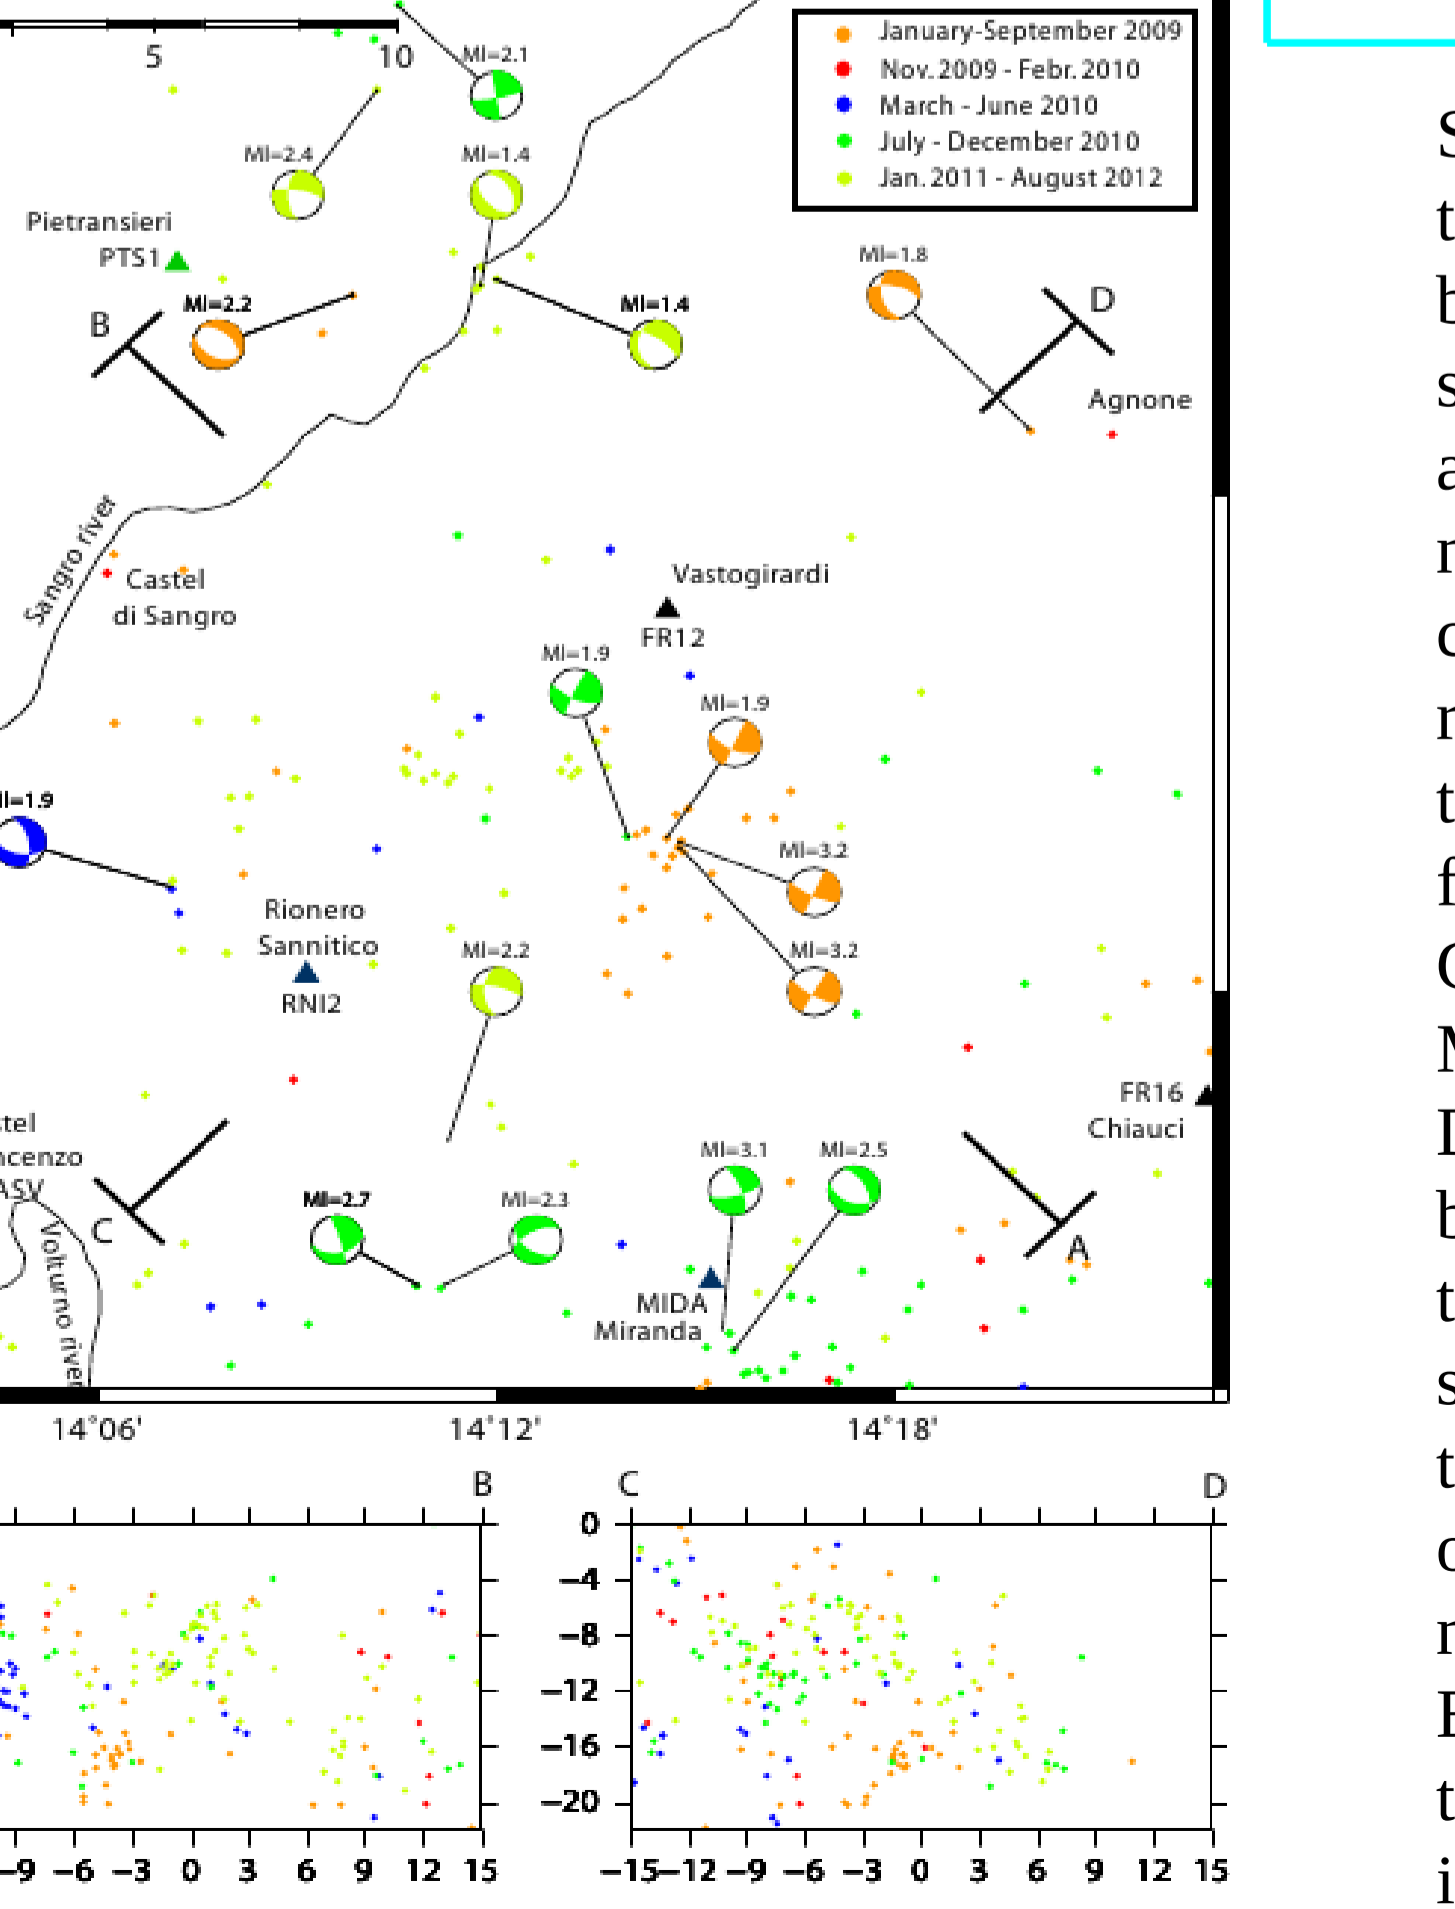 5
10
Ml=2.1
January-September 2009
Nov. 2009 - Febr. 2010
March - June 2010
July - December 2010
Jan. 2011 - August 2012
Ml=2.4
Ml=1.4
Pietransieri
PTS1
Ml=2.2
Ml=1.4
Ml=1.8
B
D
Agnone
Sangro river
Castel
di Sangro
Vastogirardi
FR12
Ml=1.9
Ml=1.9
Ml=3.2
Rionero
Sannitico
RNI2
Ml=2.2
Ml=3.2
FR16
Chiauci
C
Volturno river
Ml=2.7
Ml=2.3
Ml=3.1
Ml=2.5
MIDA
Miranda
A
14°06'
14°12'
14°18'
B
C
D
0
−4
−8
−12
−16
−20
−9 −6 −3 0 3 6 9 12 15
−15 −12 −9 −6 −3 0 3 6 9 12 15